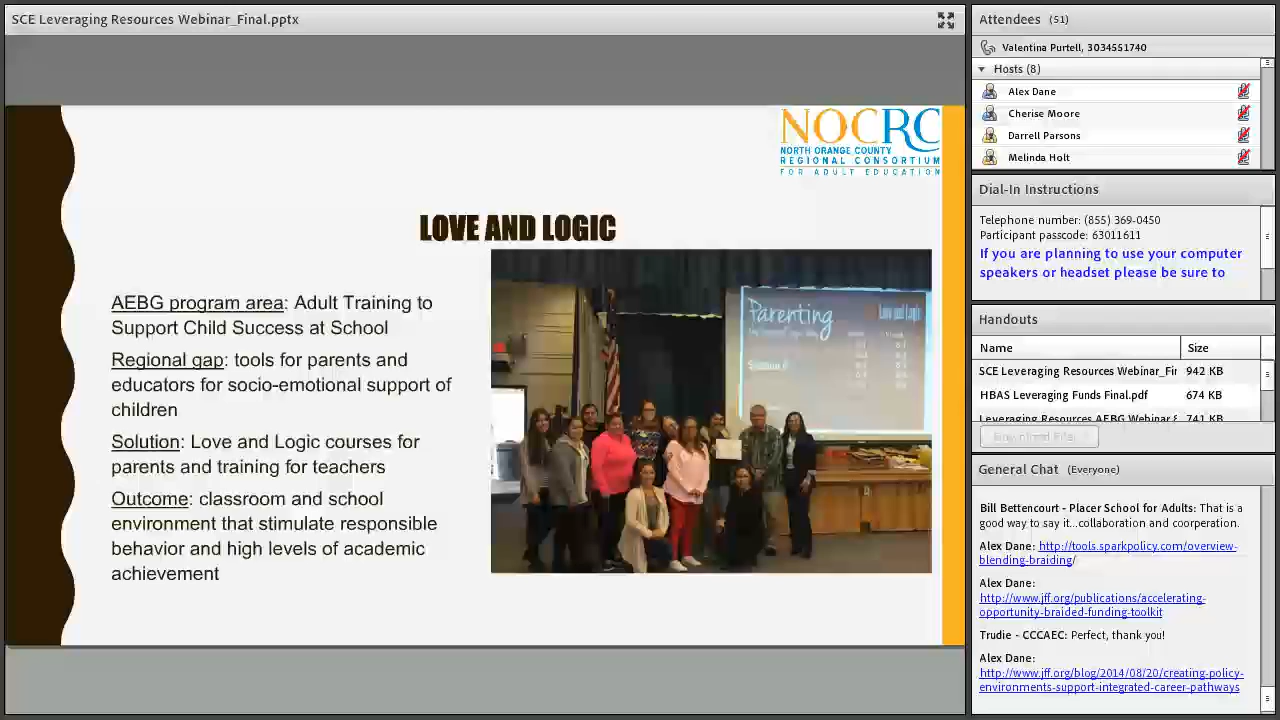 SCE Leveraging Resources Webinar_Final.pptx
NOCRC
NORTH ORANGE COUNTY
REGIONAL CONSORTIUM
FOR ADULT EDUCATION
LOVE AND LOGIC
AEBG program area: Adult Training to
Support Child Success at School
Regional gap: tools for parents and
educators for socio-emotional support of
children
Solution: Love and Logic courses for
parents and training for teachers
Outcome: classroom and school
environment that stimulate responsible
behavior and high levels of academic
achievement
Parenting
Love and Logic
Attendees (51)
Valentina Purtell, 3034551740
Hosts (8)
Alex Dane
Cherise Moore
Darrell Parsons
Melinda Holt
Dial-In Instructions
Telephone number: (855) 369-0450
Participant passcode: 63011611
If you are planning to use your computer
speakers or headset please be sure to
Handouts
Name Size
SCE Leveraging Resources Webinar_Fir 942 KB
HBAS Leveraging Funds Final.pdf 674 KB
Leveraging Resources AEBG Webinar 741 KB
Download File
General Chat (Everyone)
Bill Bettencourt - Placer School for Adults: That is a
good way to say it...collaboration and coorperation.
Alex Dane: http://tools.sparkpolicy.com/overview-
blending-braiding/
Alex Dane:
http://www.jff.org/publications/accelerating-
opportunity-braided-funding-toolkit
Trudie - CCCAEC: Perfect, thank you!
Alex Dane:
http://www.jff.org/blog/2014/08/20/creating-policy-
environments-support-integrated-career-pathways